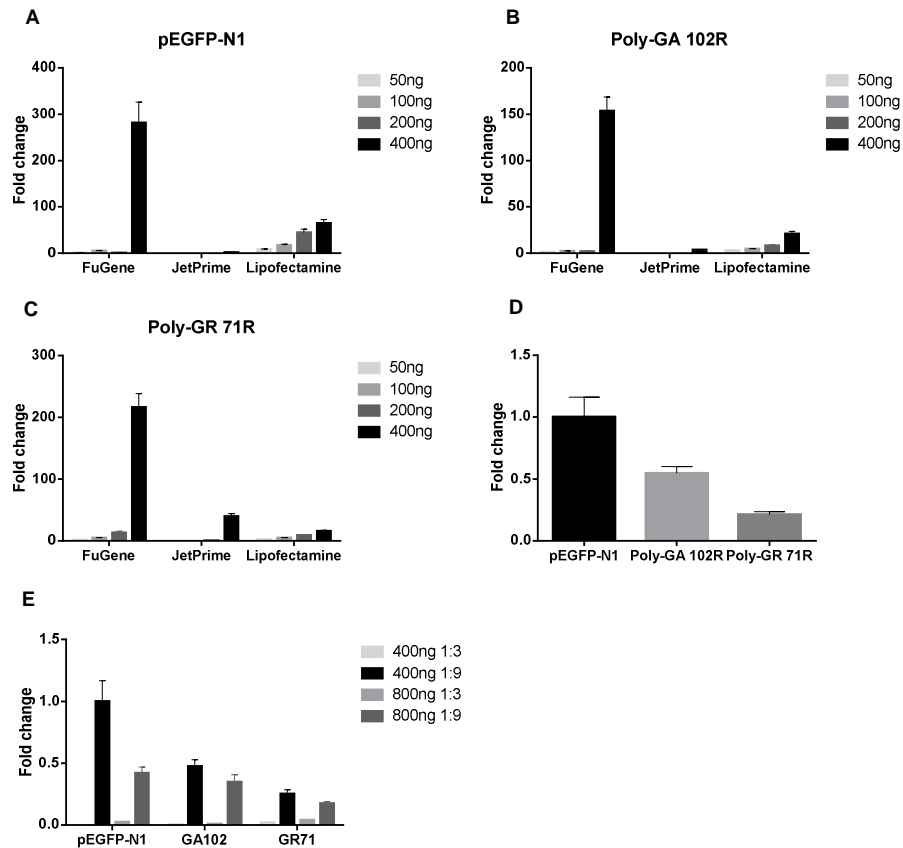 A
pEGFP-N1
Fold change
400
300
200
100
0
FuGene JetPrime Lipofectamine
50ng
100ng
200ng
400ng
B
Poly-GA 102R
Fold change
200
150
100
50
0
FuGene JetPrime Lipofectamine
50ng
100ng
200ng
400ng
C
Poly-GR 71R
Fold change
300
200
100
0
FuGene JetPrime Lipofectamine
50ng
100ng
200ng
400ng
D
Fold change
1.5
1.0
0.5
0.0
pEGFP-N1 Poly-GA 102R Poly-GR 71R
E
Fold change
1.5
1.0
0.5
0.0
pEGFP-N1 GA102 GR71
400ng 1:3
400ng 1:9
800ng 1:3
800ng 1:9